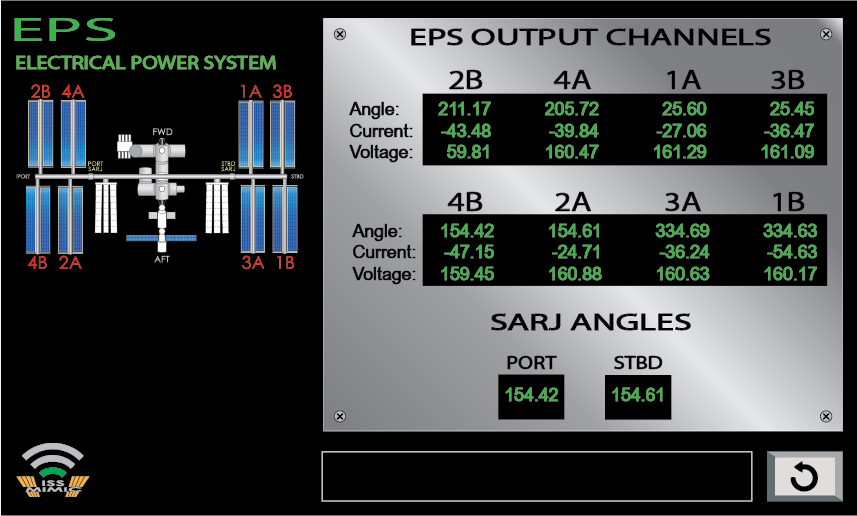 EPS
ELECTRICAL POWER SYSTEM
2B 4A 1A 3B
FWD
PORT
SARJ
STBD
SARJ
PORT
STBD
4B 2A 3A 1B
AFT
ISS
MIMIC
EPS OUTPUT CHANNELS
2B 4A 1A 3B
Angle: 211.17 205.72 25.60 25.45
Current: -43.48 -39.84 -27.06 -36.47
Voltage: 59.81 160.47 161.29 161.09
4B 2A 3A 1B
Angle: 154.42 154.61 334.69 334.63
Current: -47.15 -24.71 -36.24 -54.63
Voltage: 159.45 160.88 160.63 160.17
SARJ ANGLES
PORT STBD
154.42 154.61